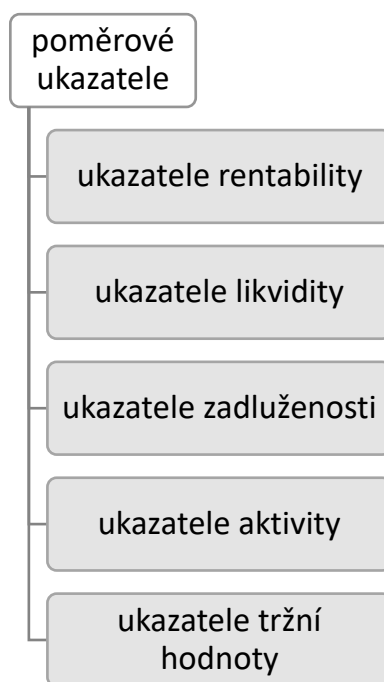 poměrové
ukazatele
ukazatele rentability
ukazatele likvidity
ukazatele zadluženosti
ukazatele aktivity
ukazatele tržní
hodnoty